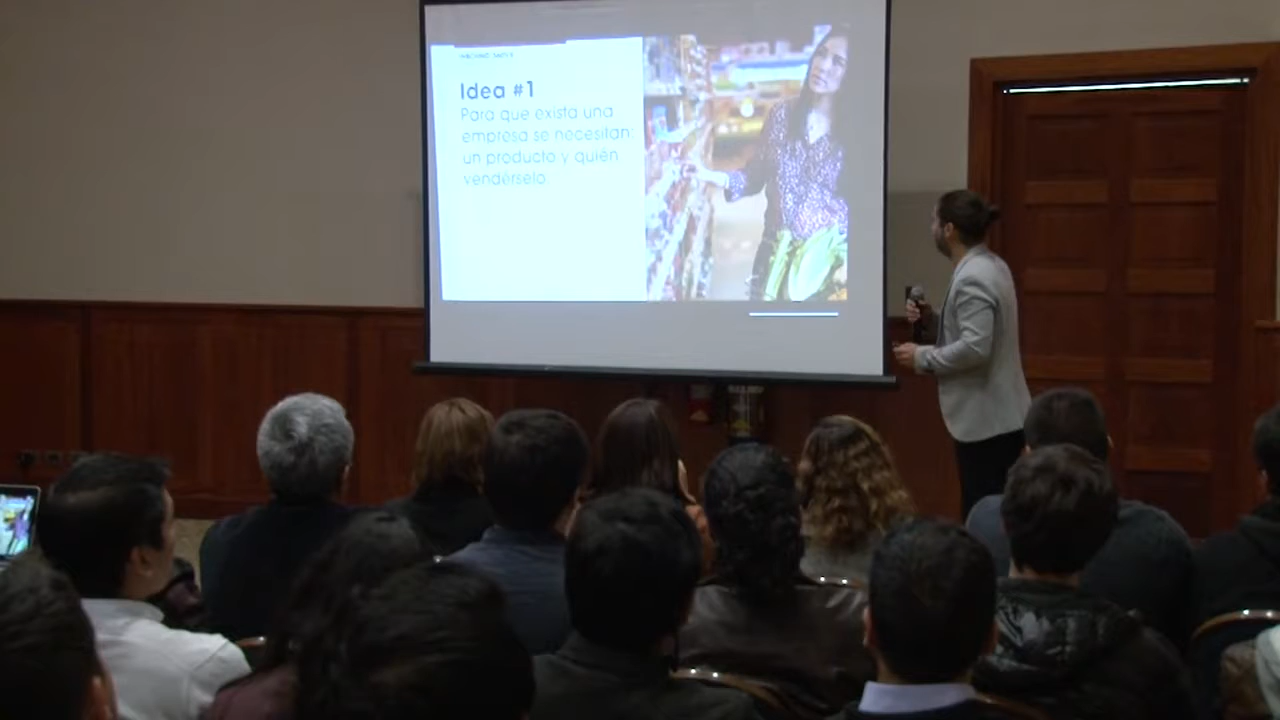 Idea #1
Para que exista una
empresa se necesitan:
un producto y quién
vendérselo.